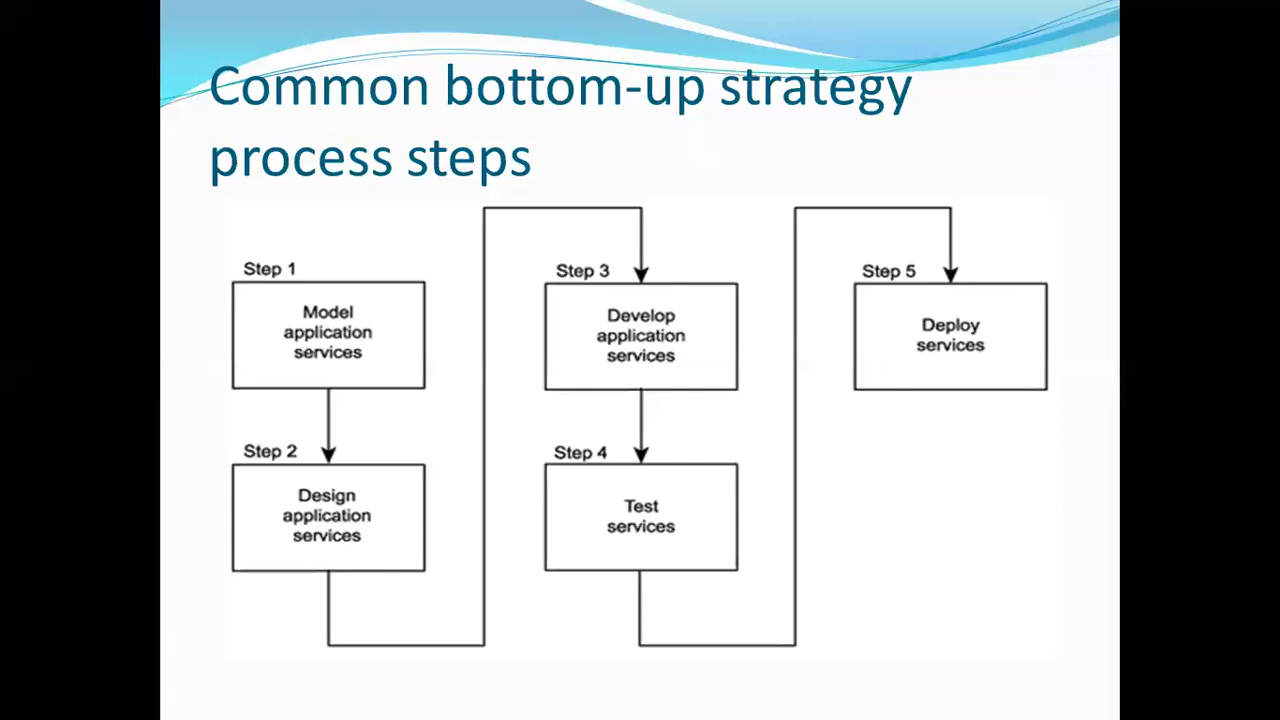 Common bottom-up strategy
process steps
Step 1
Model
application
services
Step 2
Design
application
services
Step 3
Develop
application
services
Step 4
Test
services
Step 5
Deploy
services